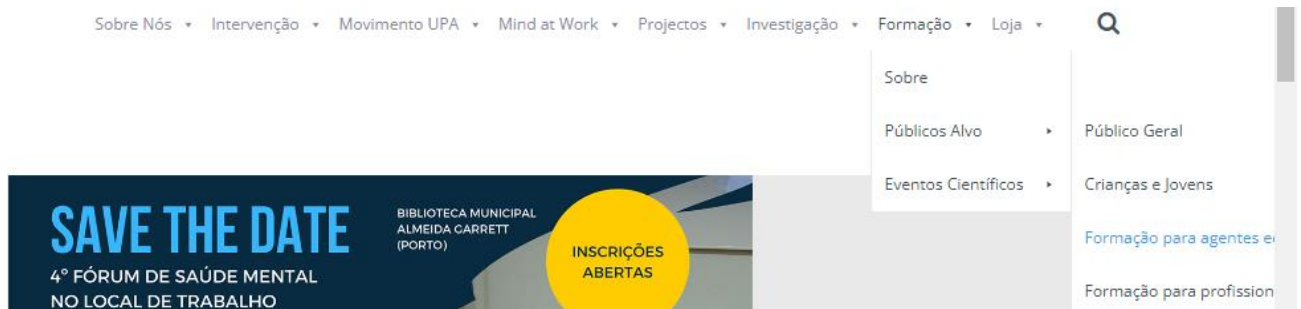 Sobre Nós Intervenção Movimento UPA Mind at Work Projectos Investigação Formação Loja
Sobre
Públicos Alvo
Eventos Científicos
Público Geral
Crianças e Jovens
Formação para agentes
Formação para
SAVE THE DATE
4º FÓRUM DE SAÚDE MENTAL
NO LOCAL DE TRABALHO
BIBLIOTECA MUNICIPAL
ALMEIDA GARRETT
(PORTO)
INSCRIÇÕES
ABERTAS